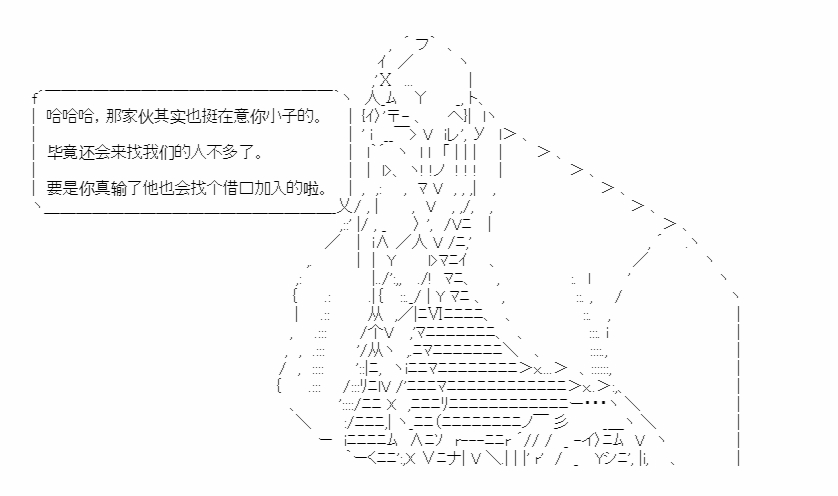 哈哈哈，那家伙其实也挺在意你小子的。
毕竟还会来找我们的人不多了。
要是你真输了他也会找个借口加入的啦。